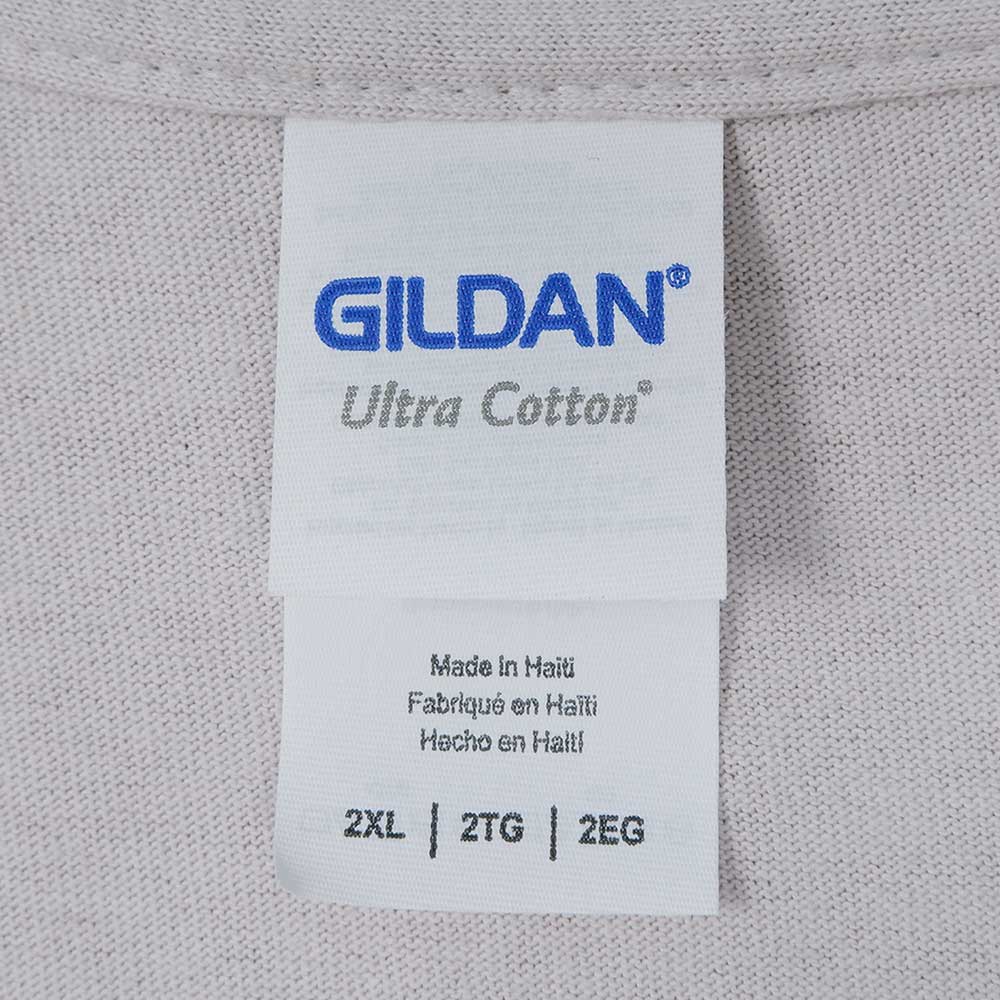 GILDAN®
Ultra Cotton®
Made in Haiti
Fabriqué en Haïti
Hecho en Haití
2XL | 2TG | 2EG